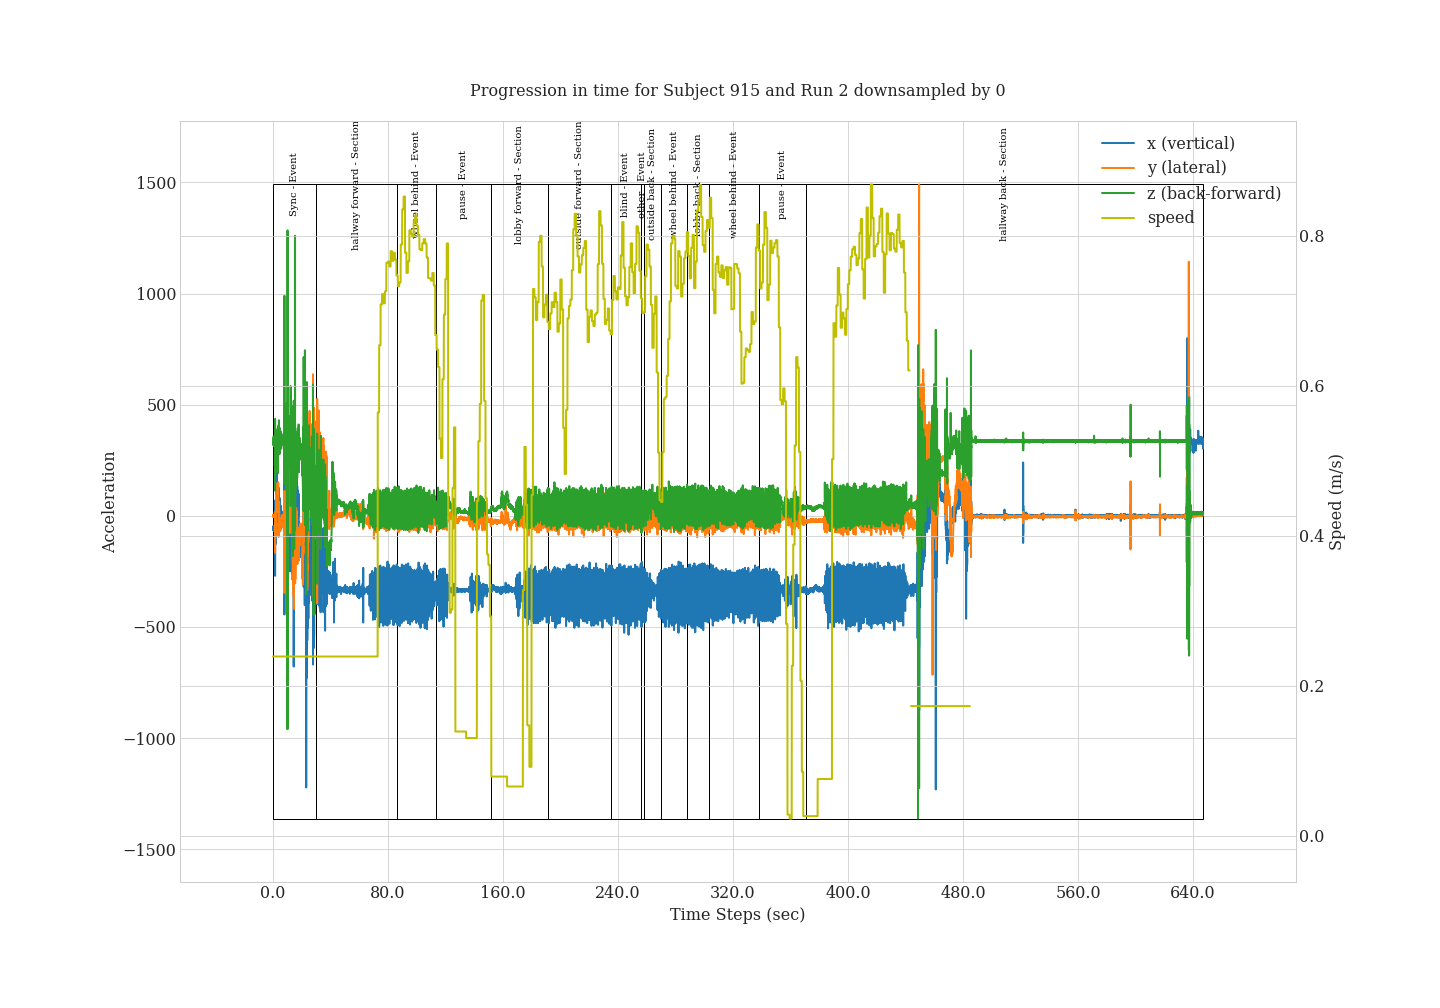 Progression in time for Subject 915 and Run 2 downsampled by 0
Sync - Event
hallway forward - Section
wheel behind - Event
pause - Event
lobby forward - Section
outside forward - Section
blind - Event
other - Event
outside back - Section
wheel behind - Event
lobby back - Section
wheel behind - Event
pause - Event
hallway back - Section
x (vertical)
y (lateral)
z (back-forward)
speed
1500
1000
500
0
−500
−1000
−1500
Acceleration
0.8
0.6
0.4
0.2
0.0
Speed (m/s)
0.0 80.0 160.0 240.0 320.0 400.0 480.0 560.0 640.0
Time Steps (sec)